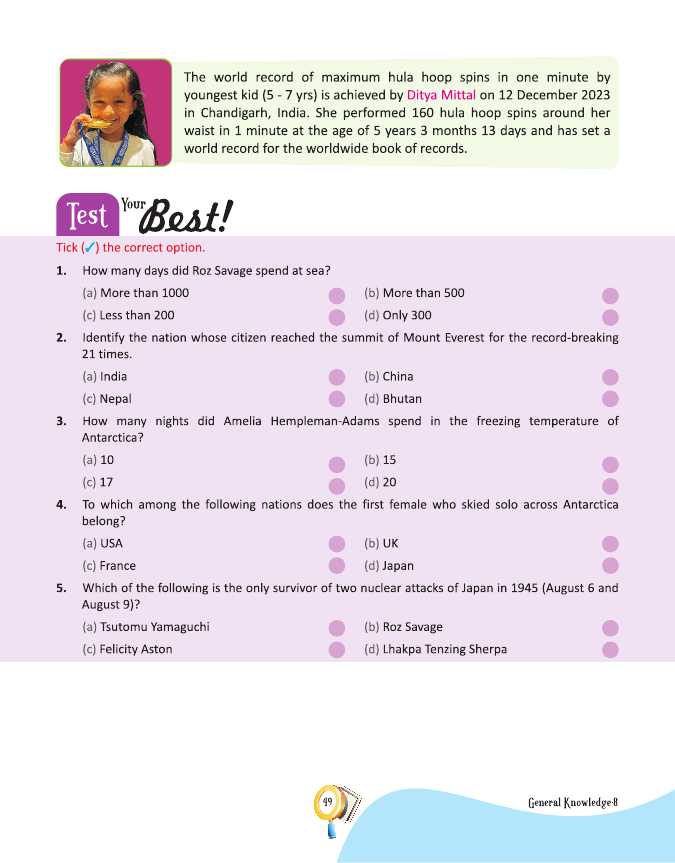 The world record of maximum hula hoop spins in one minute by
youngest kid (5 - 7 yrs) is achieved by Ditya Mittal on 12 December 2023
in Chandigarh, India. She performed 160 hula hoop spins around her
waist in 1 minute at the age of 5 years 3 months 13 days and has set a
world record for the worldwide book of records.
Test Your Best!
Tick (✓) the correct option.
1. How many days did Roz Savage spend at sea?
(a) More than 1000 (b) More than 500
(c) Less than 200 (d) Only 300
2. Identify the nation whose citizen reached the summit of Mount Everest for the record-breaking
21 times.
(a) India (b) China
(c) Nepal (d) Bhutan
3. How many nights did Amelia Hempleman-Adams spend in the freezing temperature of
Antarctica?
(a) 10 (b) 15
(c) 17 (d) 20
4. To which among the following nations does the first female who skied solo across Antarctica
belong?
(a) USA (b) UK
(c) France (d) Japan
5. Which of the following is the only survivor of two nuclear attacks of Japan in 1945 (August 6 and
August 9)?
(a) Tsutomu Yamaguchi (b) Roz Savage
(c) Felicity Aston (d) Lhakpa Tenzing Sherpa
49
General Knowledge-8